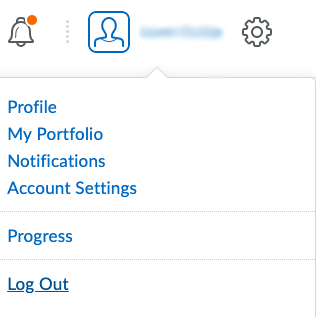 Profile
My Portfolio
Notifications
Account Settings
Progress
Log Out